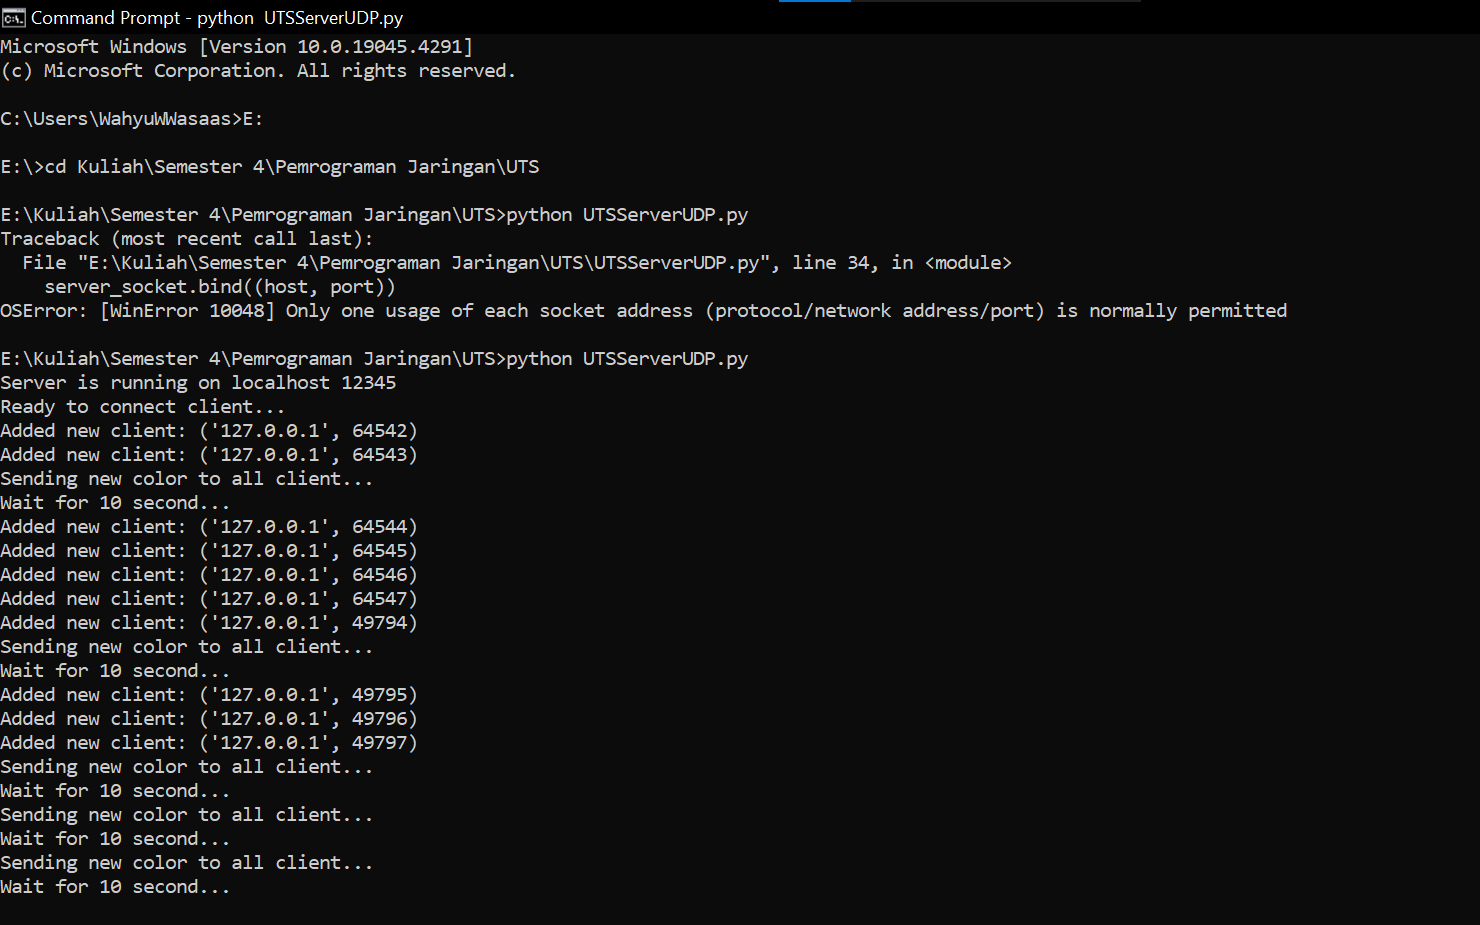 Command Prompt - python  UTSServerUDP.py
Microsoft Windows [Version 10.0.19045.4291]
(c) Microsoft Corporation. All rights reserved.
C:\Users\WahyuWWasaas>E:
E:\>cd Kuliah\Semester 4\Pemrograman Jaringan\UTS
E:\Kuliah\Semester 4\Pemrograman Jaringan\UTS>python UTSServerUDP.py
Traceback (most recent call last):
  File "E:\Kuliah\Semester 4\Pemrograman Jaringan\UTS\UTSServerUDP.py", line 34, in <module>
    server_socket.bind((host, port))
OSError: [WinError 10048] Only one usage of each socket address (protocol/network address/port) is normally permitted
E:\Kuliah\Semester 4\Pemrograman Jaringan\UTS>python UTSServerUDP.py
Server is running on localhost 12345
Ready to connect client...
Added new client: ('127.0.0.1', 64542)
Added new client: ('127.0.0.1', 64543)
Sending new color to all client...
Wait for 10 second...
Added new client: ('127.0.0.1', 64544)
Added new client: ('127.0.0.1', 64545)
Added new client: ('127.0.0.1', 64546)
Added new client: ('127.0.0.1', 64547)
Added new client: ('127.0.0.1', 49794)
Sending new color to all client...
Wait for 10 second...
Added new client: ('127.0.0.1', 49795)
Added new client: ('127.0.0.1', 49796)
Added new client: ('127.0.0.1', 49797)
Sending new color to all client...
Wait for 10 second...
Sending new color to all client...
Wait for 10 second...
Sending new color to all client...
Wait for 10 second...